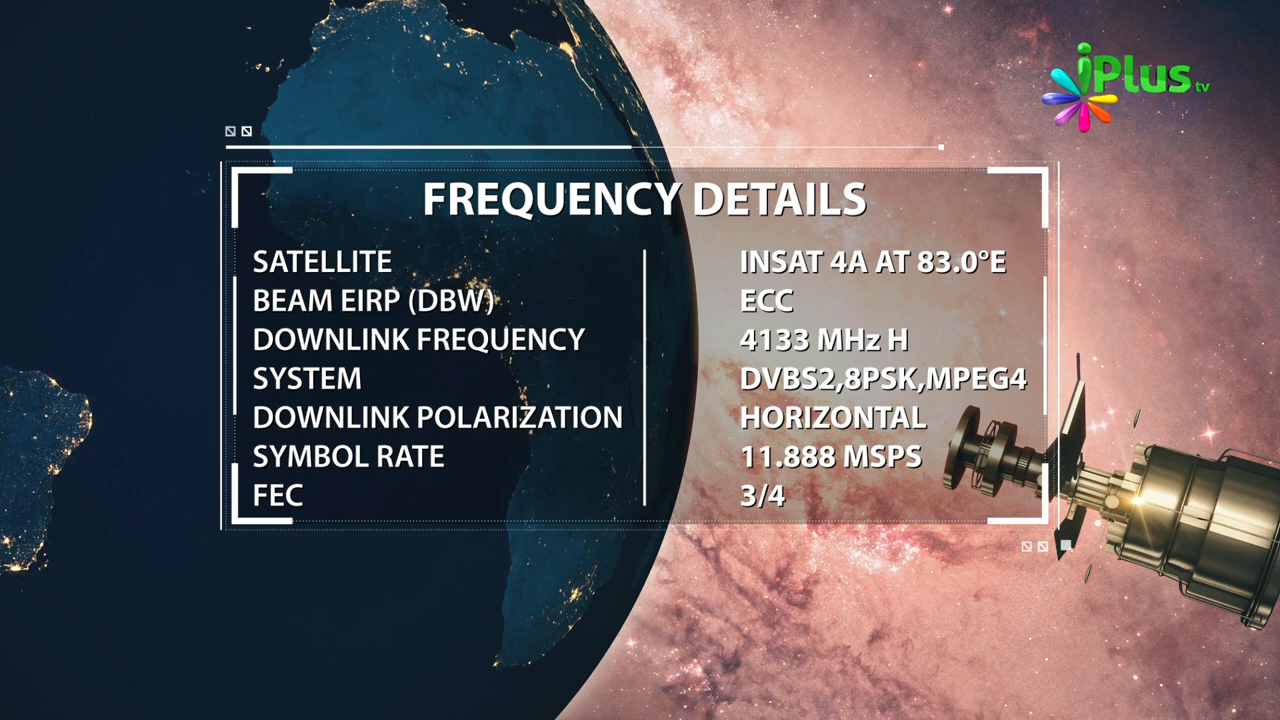 iPlus tv
FREQUENCY DETAILS
SATELLITE INSAT 4A AT 83.0°E
BEAM EIRP (DBW) ECC
DOWNLINK FREQUENCY 4133 MHz H
SYSTEM DVBS2,8PSK,MPEG4
DOWNLINK POLARIZATION HORIZONTAL
SYMBOL RATE 11.888 MSPS
FEC 3/4